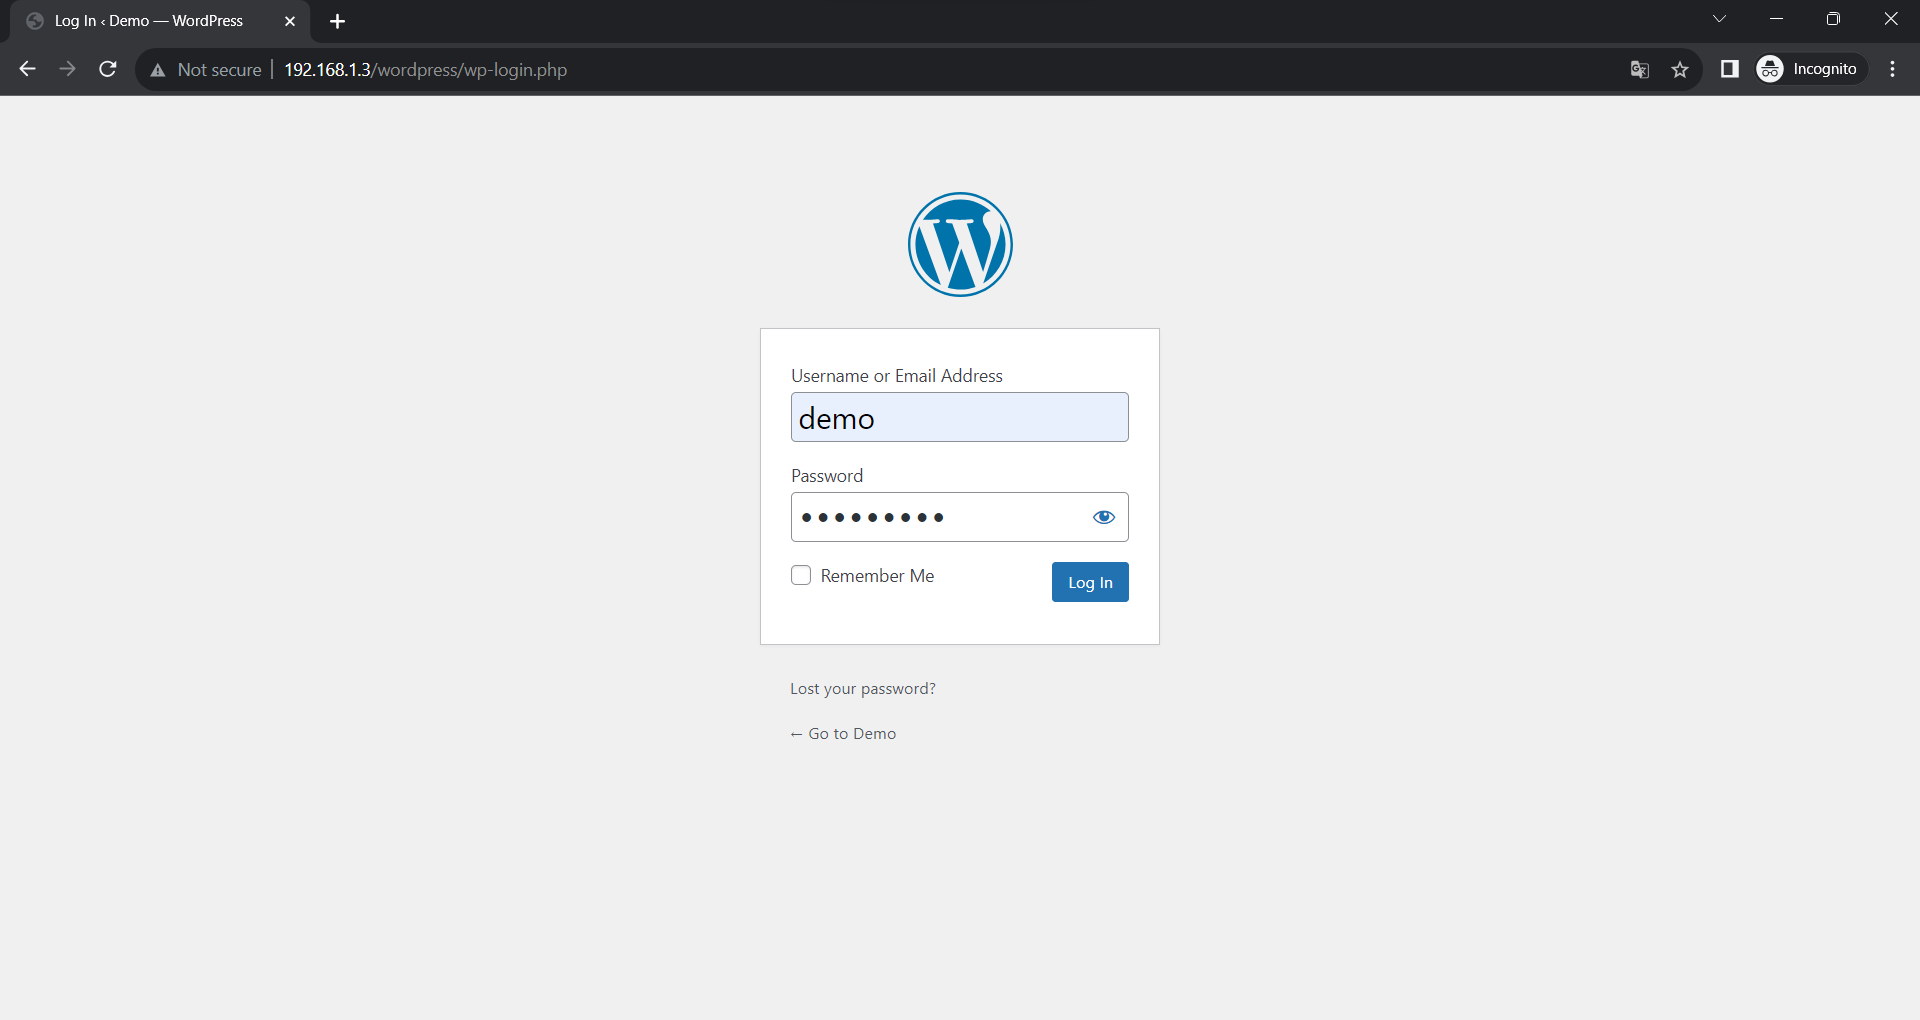 Log In ‹ Demo — WordPress
Not secure
192.168.1.3/wordpress/wp-login.php
Incognito
Username or Email Address
demo
Password
•••••••••
Remember Me
Log In
Lost your password?
← Go to Demo